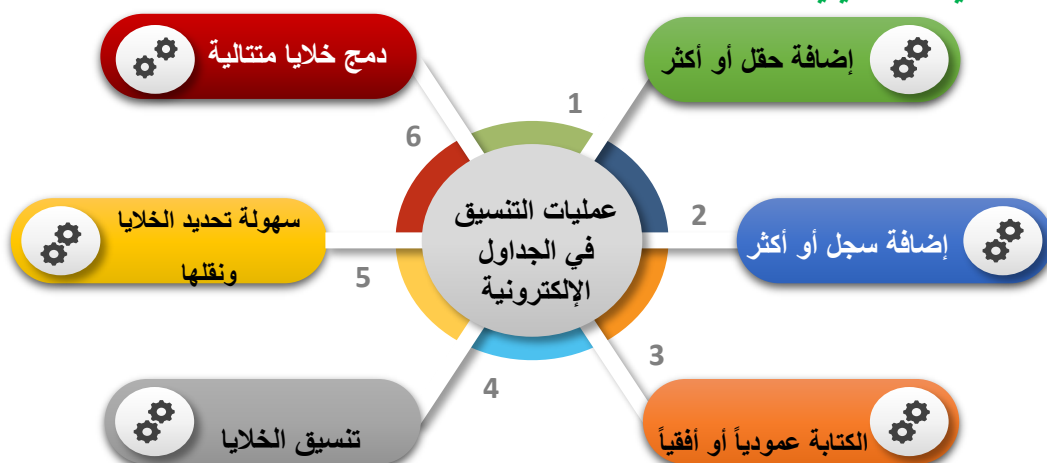 عمليات التنسيق
في الجداول
الإلكترونية
1
إضافة حقل أو أكثر
2
إضافة سجل أو أكثر
3
الكتابة عمودياً أو أفقياً
4
تنسيق الخلايا
5
سهولة تحديد الخلايا
ونقلها
6
دمج خلايا متتالية